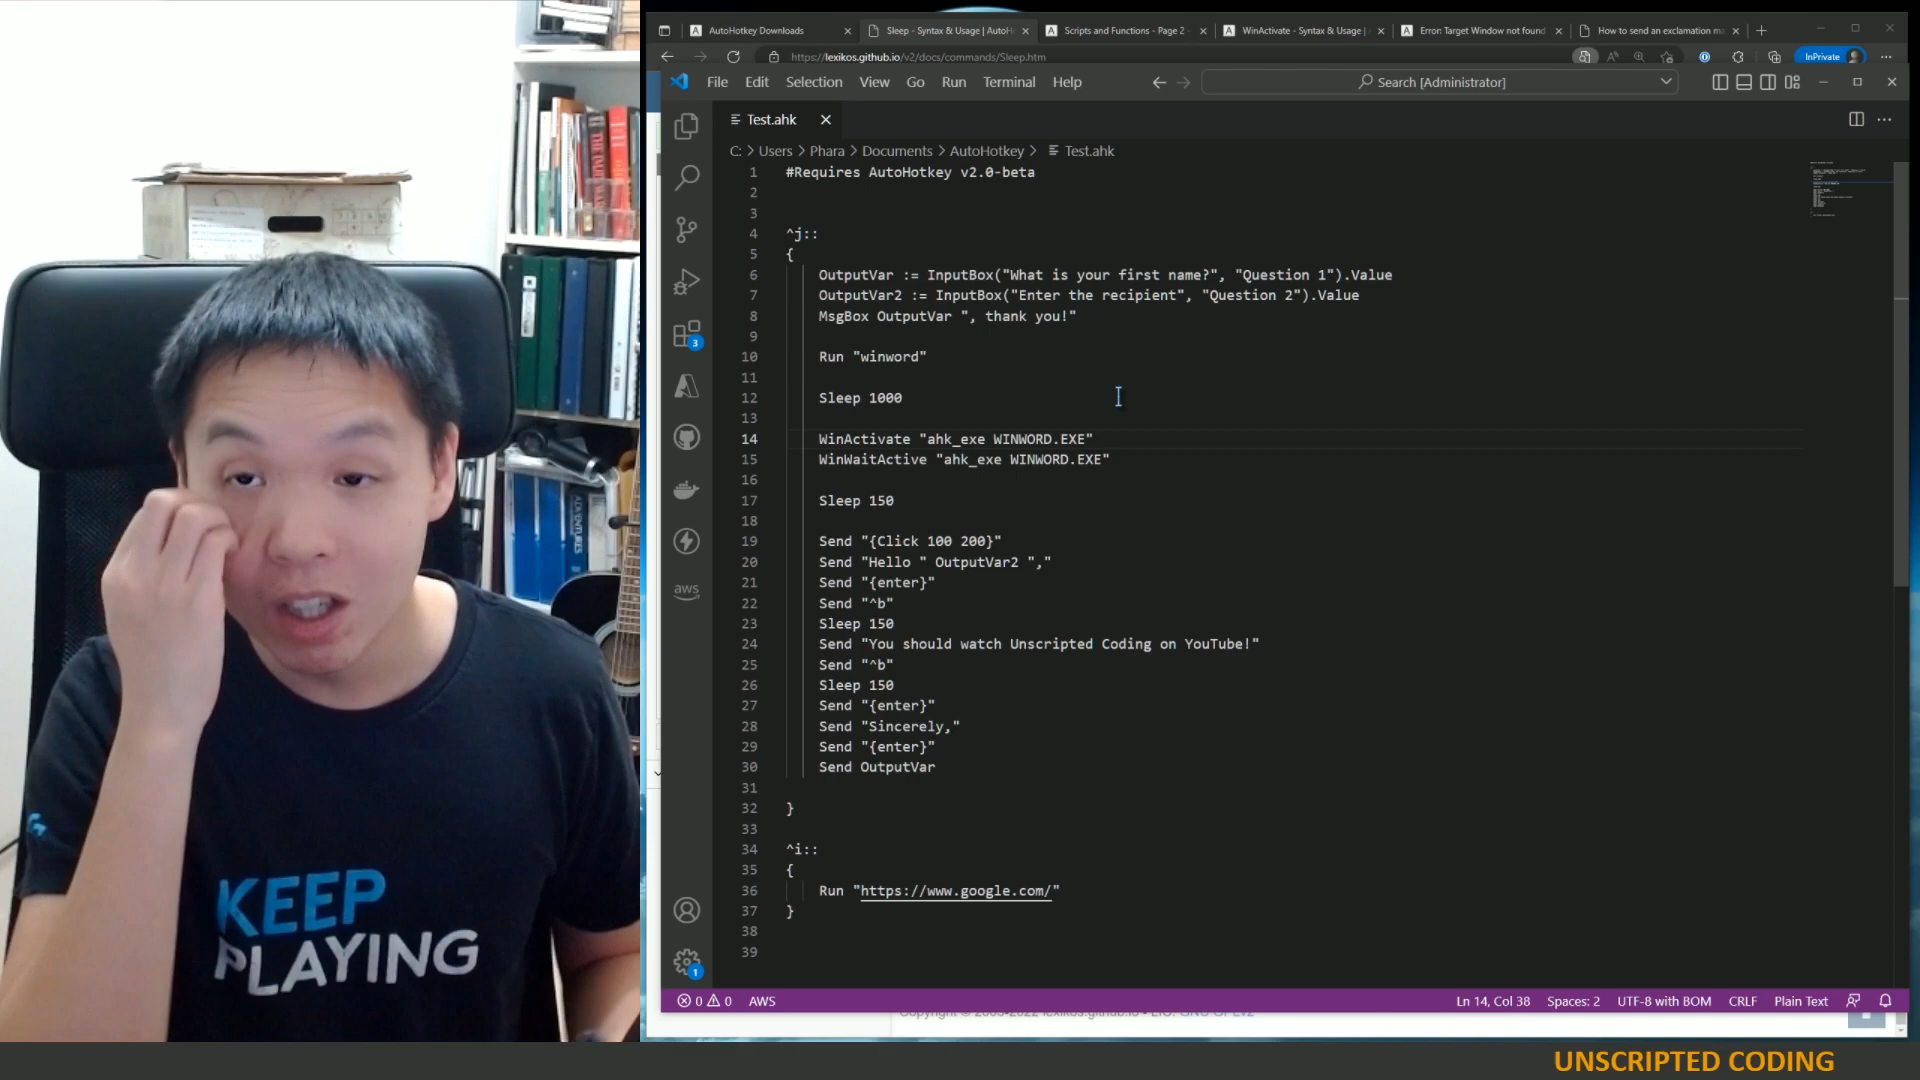 AutoHotkey Downloads
Sleep - Syntax & Usage | AutoH
Scripts and Functions - Page 2
WinActivate - Syntax & Usage |
Error: Target Window not found
How to send an exclamation ma
https://lexikos.github.io/v2/docs/commands/Sleep.htm
InPrivate
File Edit Selection View Go Run Terminal Help
Search [Administrator]
Test.ahk
C: > Users > Phara > Documents > AutoHotkey > Test.ahk
1 #Requires AutoHotkey v2.0-beta
2
3
4 ^j::
5 {
6 OutputVar := InputBox("What is your first name?", "Question 1").Value
7 OutputVar2 := InputBox("Enter the recipient", "Question 2").Value
8 MsgBox OutputVar ", thank you!"
9
10 Run "winword"
11
12 Sleep 1000
13
14 WinActivate "ahk_exe WINWORD.EXE"
15 WinWaitActive "ahk_exe WINWORD.EXE"
16
17 Sleep 150
18
19 Send "{Click 100 200}"
20 Send "Hello " OutputVar2 ","
21 Send "{enter}"
22 Send "^b"
23 Sleep 150
24 Send "You should watch Unscripted Coding on YouTube!"
25 Send "^b"
26 Sleep 150
27 Send "{enter}"
28 Send "Sincerely,"
29 Send "{enter}"
30 Send OutputVar
31
32 }
33
34 ^i::
35 {
36 Run "https://www.google.com/"
37 }
38
39
3
aws
1
0 0 AWS
Ln 14, Col 38 Spaces: 2 UTF-8 with BOM CRLF Plain Text
ADVENTURES
KEEP
PLAYING
UNSCRIPTED CODING